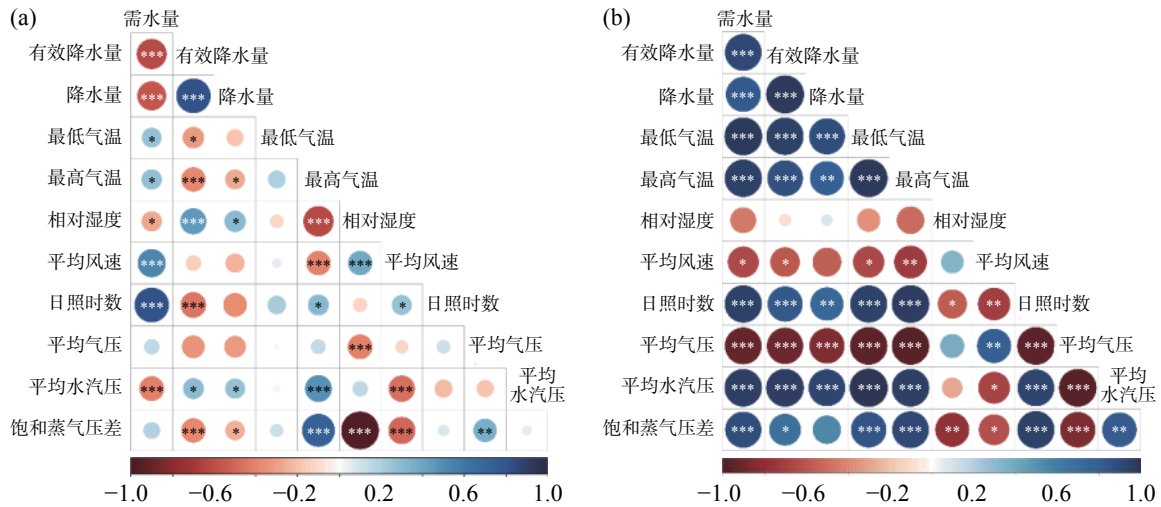 (a)
需水量
有效降水量 *** 有效降水量
降水量 *** *** 降水量
最低气温 * * 最低气温
最高气温 * *** * 最高气温
相对湿度 * *** * *** 相对湿度
平均风速 *** *** *** 平均风速
日照时数 *** *** * * 日照时数
平均气压 *** 平均气压
平均水汽压 *** * * *** *** 平均
水汽压
饱和蒸气压差 *** * *** *** *** **
−1.0 −0.6 −0.2 0.2 0.6 1.0
(b)
需水量
有效降水量 *** 有效降水量
降水量 *** *** 降水量
最低气温 *** *** *** 最低气温
最高气温 *** *** ** *** 最高气温
相对湿度 相对湿度
平均风速 * * * ** 平均风速
日照时数 *** *** ** *** *** * ** 日照时数
平均气压 *** *** *** *** *** ** *** 平均气压
平均水汽压 *** *** *** *** *** * *** *** 平均
水汽压
饱和蒸气压差 *** * *** *** ** * *** *** **
−1.0 −0.6 −0.2 0.2 0.6 1.0